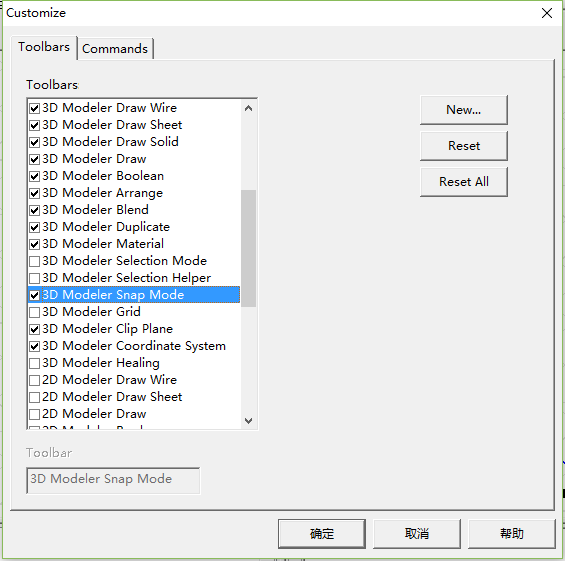 Customize
Toolbars
Commands
Toolbars
3D Modeler Draw Wire
3D Modeler Draw Sheet
3D Modeler Draw Solid
3D Modeler Draw
3D Modeler Boolean
3D Modeler Arrange
3D Modeler Blend
3D Modeler Duplicate
3D Modeler Material
3D Modeler Selection Mode
3D Modeler Selection Helper
3D Modeler Snap Mode
3D Modeler Grid
3D Modeler Clip Plane
3D Modeler Coordinate System
3D Modeler Healing
2D Modeler Draw Wire
2D Modeler Draw Sheet
2D Modeler Draw
2D Modeler
New...
Reset
Reset All
Toolbar
3D Modeler Snap Mode
确定
取消
帮助